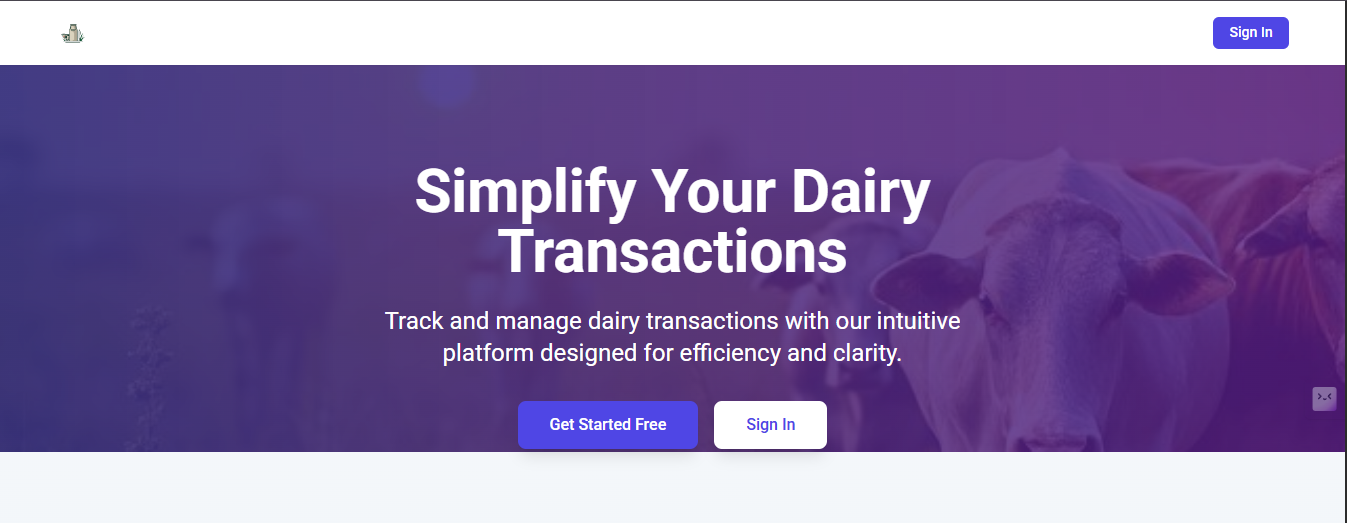 Sign In
Simplify Your Dairy
Transactions
Track and manage dairy transactions with our intuitive
platform designed for efficiency and clarity.
Get Started Free
Sign In